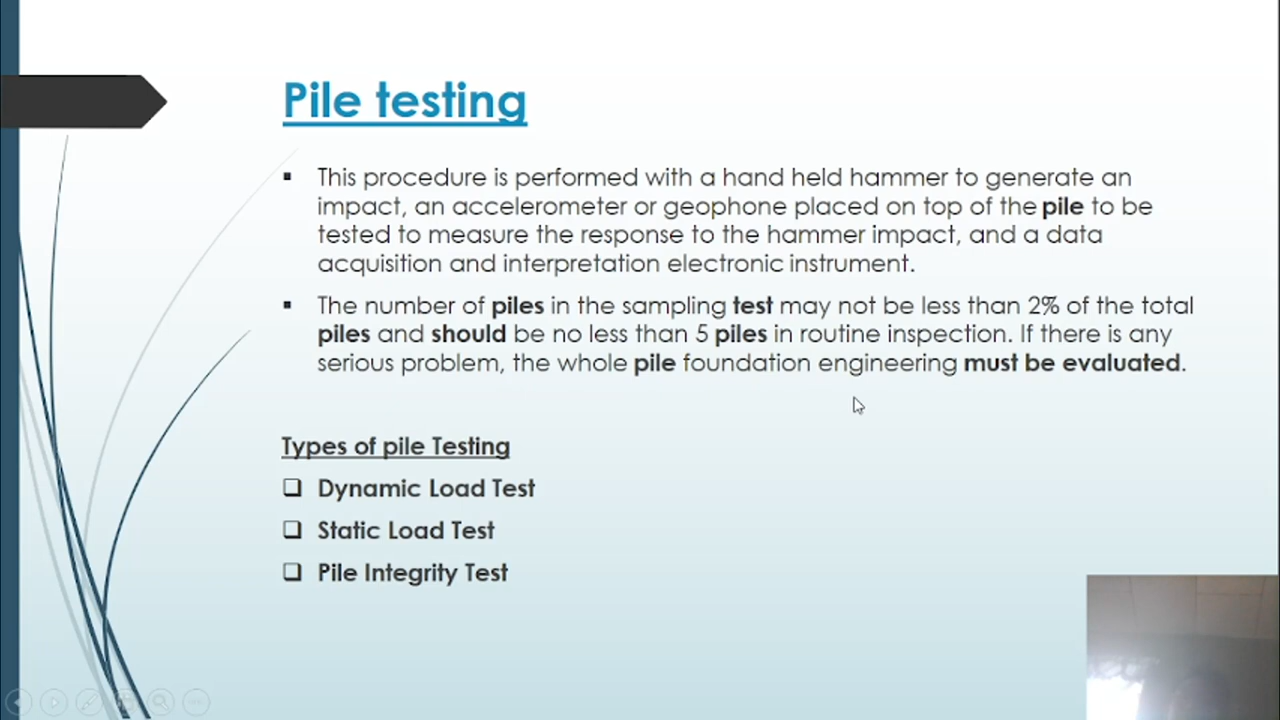 Pile testing
This procedure is performed with a hand held hammer to generate an
impact, an accelerometer or geophone placed on top of the pile to be
tested to measure the response to the hammer impact, and a data
acquisition and interpretation electronic instrument.
The number of piles in the sampling test may not be less than 2% of the total
piles and should be no less than 5 piles in routine inspection. If there is any
serious problem, the whole pile foundation engineering must be evaluated.
Types of pile Testing
Dynamic Load Test
Static Load Test
Pile Integrity Test